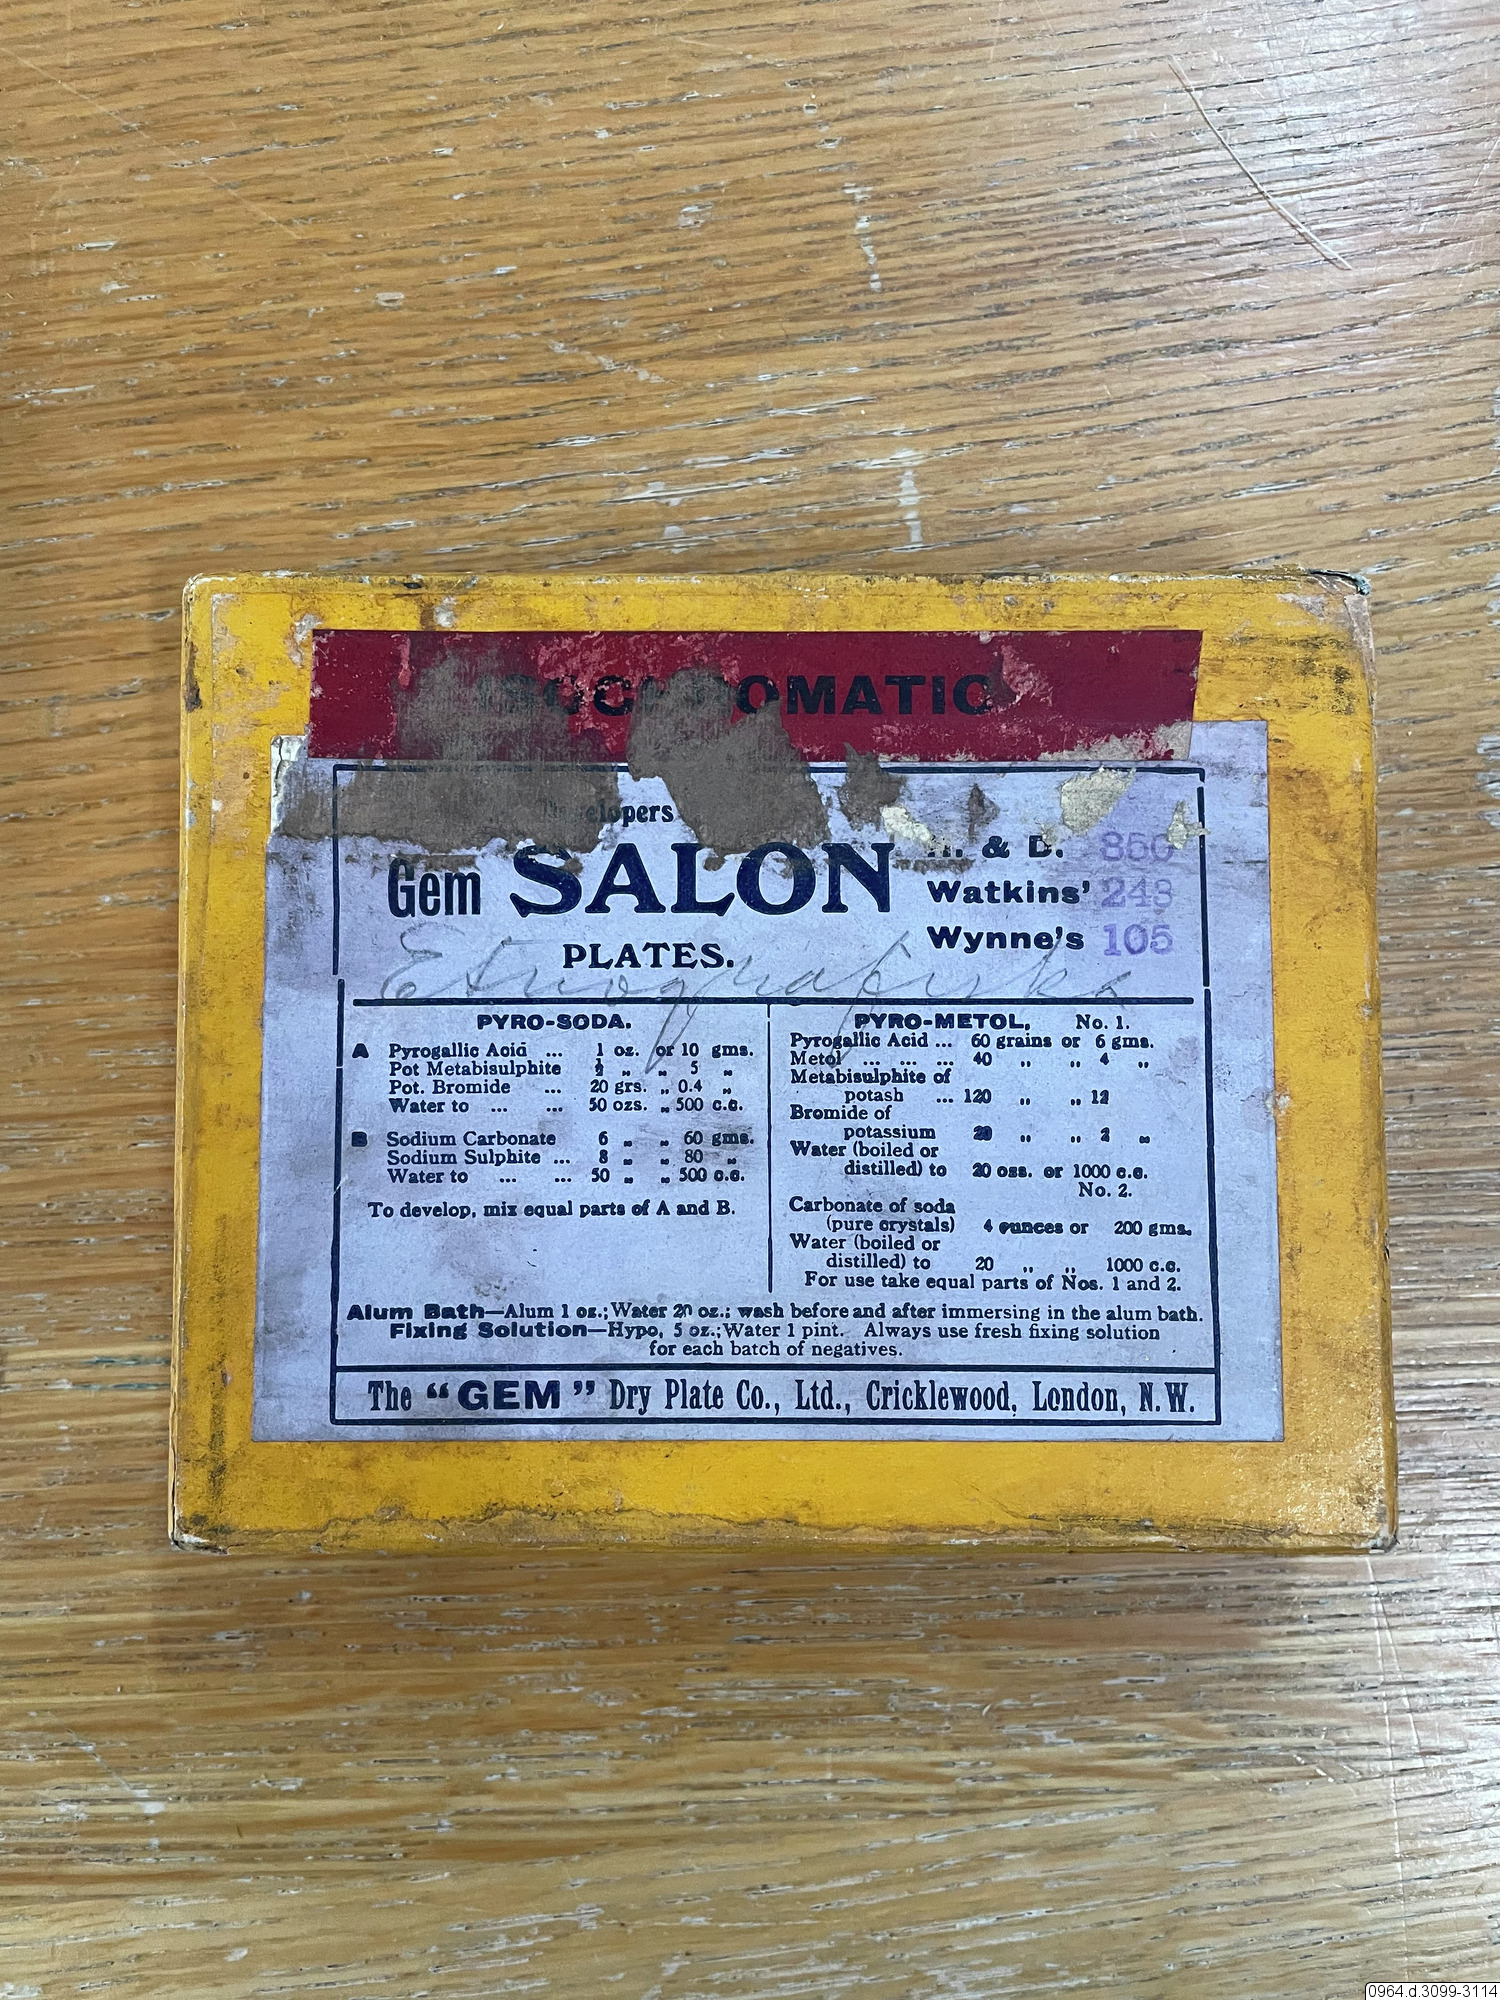 ISOCHROMATIC
Developers
Gem SALON PLATES.
H. & D. 850
Watkins' 248
Wynne's 105
Etnografiska
PYRO-SODA.
A Pyrogallic Acid ... 1 oz. or 10 gms.
Pot Metabisulphite ½ „ „ 5 „
Pot. Bromide ... 20 grs. „ 0.4 „
Water to ... ... 50 ozs. „ 500 c.c.
B Sodium Carbonate 6 „ „ 60 gms.
Sodium Sulphite ... 8 „ „ 80 „
Water to ... ... 50 „ „ 500 c.c.
To develop, mix equal parts of A and B.
PYRO-METOL, No. 1.
Pyrogallic Acid ... 60 grains or 6 gms.
Metol ... ... ... 40 „ „ 4 „
Metabisulphite of
potash ... 120 „ „ 12
Bromide of
potassium 20 „ „ 2 „
Water (boiled or
distilled) to 20 ozs. or 1000 c.c.
No. 2.
Carbonate of soda
(pure crystals) 4 ounces or 200 gms.
Water (boiled or
distilled) to 20 „ „ 1000 c.c.
For use take equal parts of Nos. 1 and 2.
Alum Bath—Alum 1 oz.; Water 20 oz.; wash before and after immersing in the alum bath.
Fixing Solution—Hypo, 5 oz.; Water 1 pint. Always use fresh fixing solution
for each batch of negatives.
The "GEM" Dry Plate Co., Ltd., Cricklewood, London, N.W.
0964.d.3099-3114